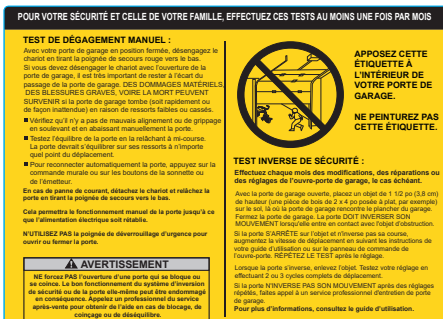 POUR VOTRE SÉCURITÉ ET CELLE DE VOTRE FAMILLE, EFFECTUEZ CES TESTS AU MOINS UNE FOIS PAR MOIS
TEST DE DÉGAGEMENT MANUEL :
Avec votre porte de garage en position fermée, désengagez le
chariot en tirant la poignée de secours rouge vers le bas.
Si vous devez désengager le chariot avec l'ouverture de la
porte de garage, il est très important de rester à l'écart du
passage de la porte de garage. DES DOMMAGES MATÉRIELS,
DES BLESSURES GRAVES, VOIRE LA MORT PEUVENT
SURVENIR si la porte de garage tombe (soit rapidement ou
de façon inattendue) en raison de ressorts faibles ou cassés.
■ Vérifiez qu'il n'y a pas de mauvais alignement ou de grippage
en soulevant et en abaissant manuellement la porte.
■ Testez l'équilibre de la porte en la relâchant à mi-course.
La porte devrait s'équilibrer sur ses ressorts à n'importe
quel point du déplacement.
■ Pour reconnecter automatiquement la porte, appuyez sur la
commande murale ou sur les boutons de la sonnette ou
de l'émetteur.
En cas de panne de courant, détachez le chariot et relâchez la
porte en tirant la poignée de secours vers le bas.
Cela permettra le fonctionnement manuel de la porte jusqu'à ce
que l'alimentation électrique soit rétablie.
N'UTILISEZ PAS la poignée de déverrouillage d'urgence pour
ouvrir ou fermer la porte.
AVERTISSEMENT
NE forcez PAS l'ouverture d'une porte qui se bloque ou
se coince. Le bon fonctionnement du système d'inversion
de sécurité ou de la porte elle-même peut être endommagé
en conséquence. Appelez un professionnel du service
après-vente pour obtenir de l'aide en cas de blocage, de
coinçage ou de déséquilibre.
APPOSEZ CETTE
ÉTIQUETTE À
L'INTÉRIEUR DE
VOTRE PORTE DE
GARAGE.
NE PEINTUREZ PAS
CETTE ÉTIQUETTE.
TEST INVERSE DE SÉCURITÉ :
Effectuez chaque mois des modifications, des réparations ou
des réglages de l'ouvre-porte de garage, le cas échéant.
Avec la porte de garage ouverte, placez un objet de 1 1/2 po (3,8 cm)
de hauteur (une pièce de bois de 2 x 4 po posée à plat, par exemple)
sur le sol, là où la porte de garage rencontre le plancher du garage.
Fermez la porte de garage. La porte DOIT INVERSER SON
MOUVEMENT lorsqu'elle entre en contact avec l'objet d'obstruction.
Si la porte S'ARRÊTE sur l'objet et n'inverse pas sa course,
augmentez la vitesse de déplacement en suivant les instructions de
votre guide d'utilisation ou sur le panneau de commande de
l'ouvre-porte. RÉPÉTEZ LE TEST après le réglage.
Lorsque la porte s'inverse, enlevez l'objet. Testez votre réglage en
effectuant 2 ou 3 cycles complets de déplacement.
Si la porte N'INVERSE PAS SON MOUVEMENT après des réglages
répétés, faites appel à un service professionnel d'entretien de porte
de garage.
Pour plus d'informations, consultez le guide d'utilisation.